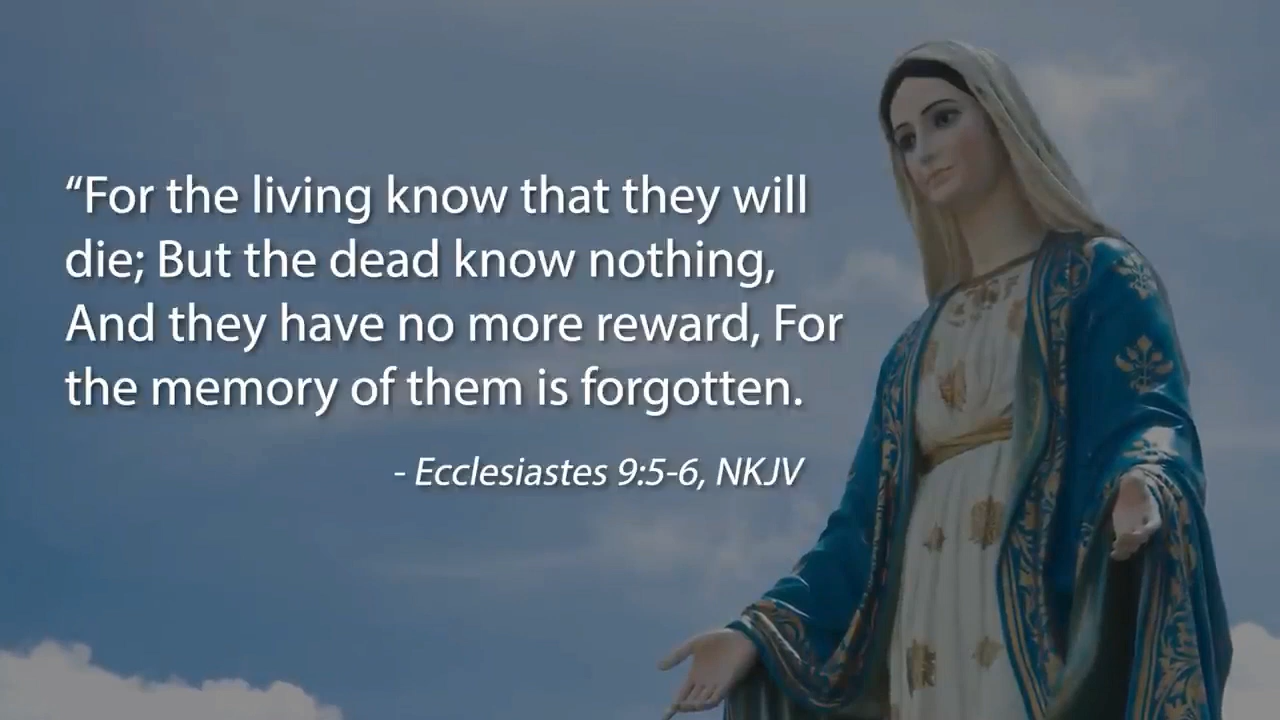 “For the living know that they will
die; But the dead know nothing,
And they have no more reward, For
the memory of them is forgotten.
- Ecclesiastes 9:5-6, NKJV